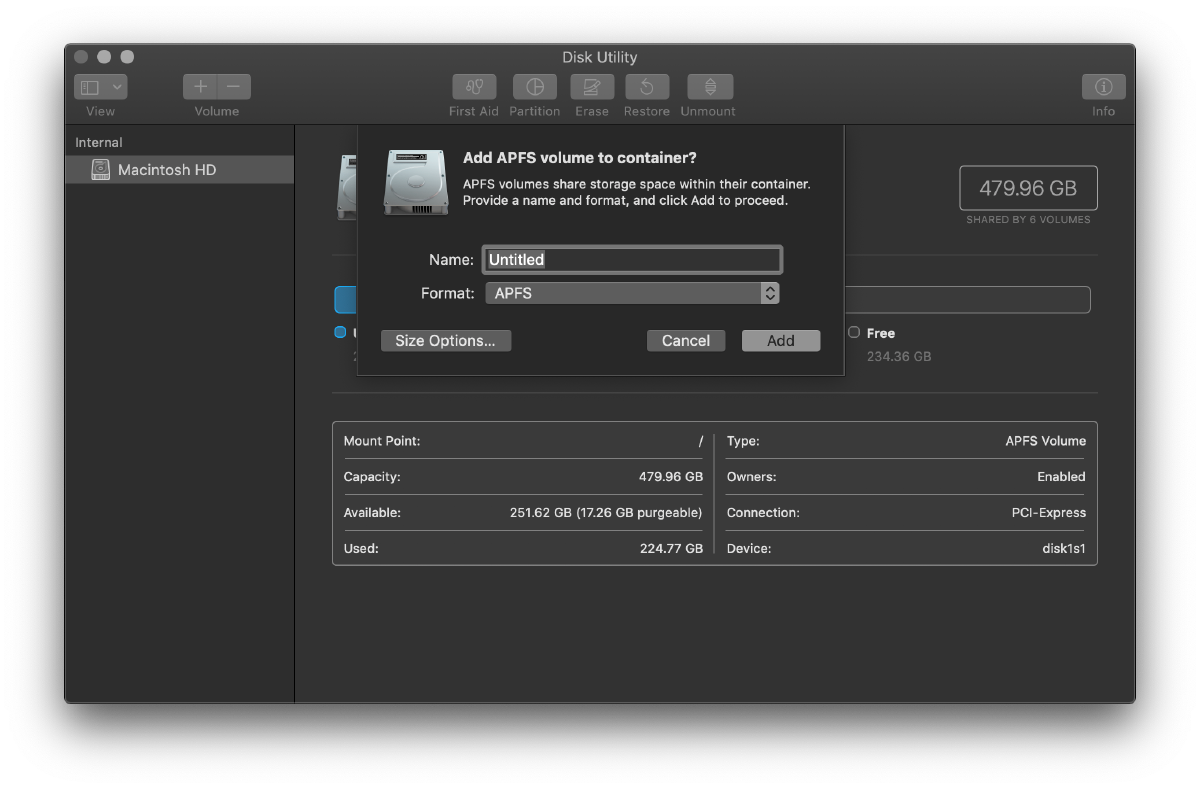 Disk Utility
View
Volume
First Aid
Partition
Erase
Restore
Unmount
Info
Internal
Macintosh HD
Add APFS volume to container?
APFS volumes share storage space within their container.
Provide a name and format, and click Add to proceed.
479.96 GB
SHARED BY 6 VOLUMES
Name: Untitled
Format: APFS
Size Options...
Cancel
Add
Free
234.36 GB
Mount Point: /
Capacity: 479.96 GB
Available: 251.62 GB (17.26 GB purgeable)
Used: 224.77 GB
Type: APFS Volume
Owners: Enabled
Connection: PCI-Express
Device: disk1s1